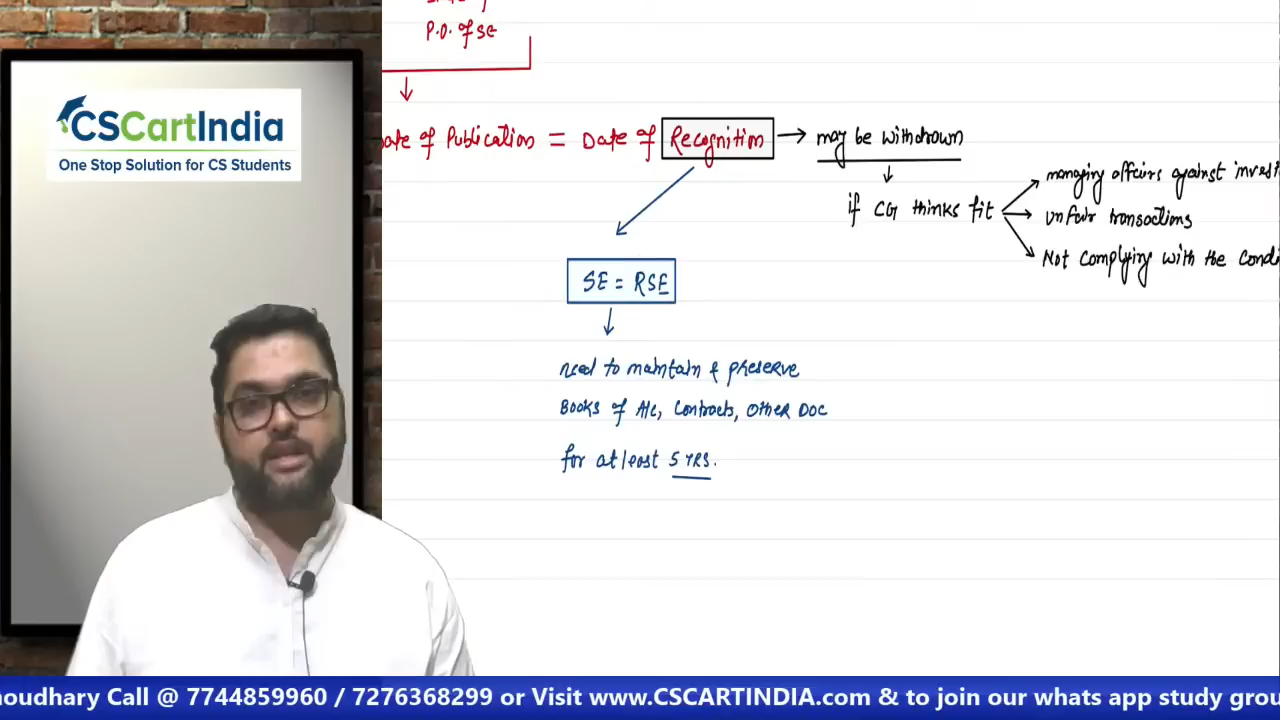 P.O. of SE
CSCartIndia
One Stop Solution for CS Students
ate of Publication = Date of Recognition → may be withdrawn
if CG thinks fit
managing affairs against invest
unfair transactions
Not complying with the condi
SE = RSE
need to maintain & preserve
Books of A/c, Contracts, Other Doc
for atleast 5 YRS.
houdhary Call @ 7744859960 / 7276368299 or Visit www.CSCARTINDIA.com & to join our whats app study grou